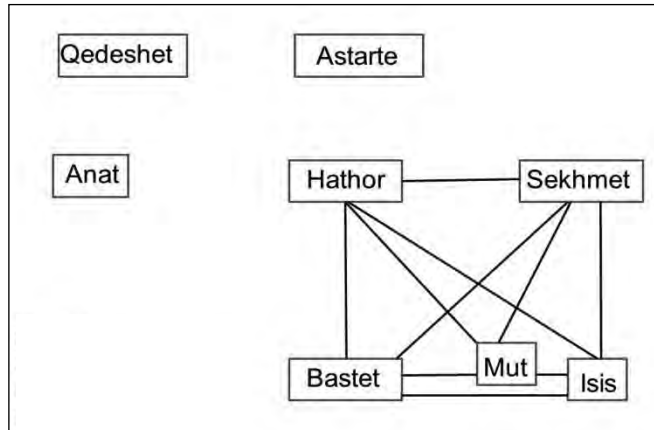 Qedeshet
Astarte
Anat
Hathor
Sekhmet
Bastet
Mut
Isis